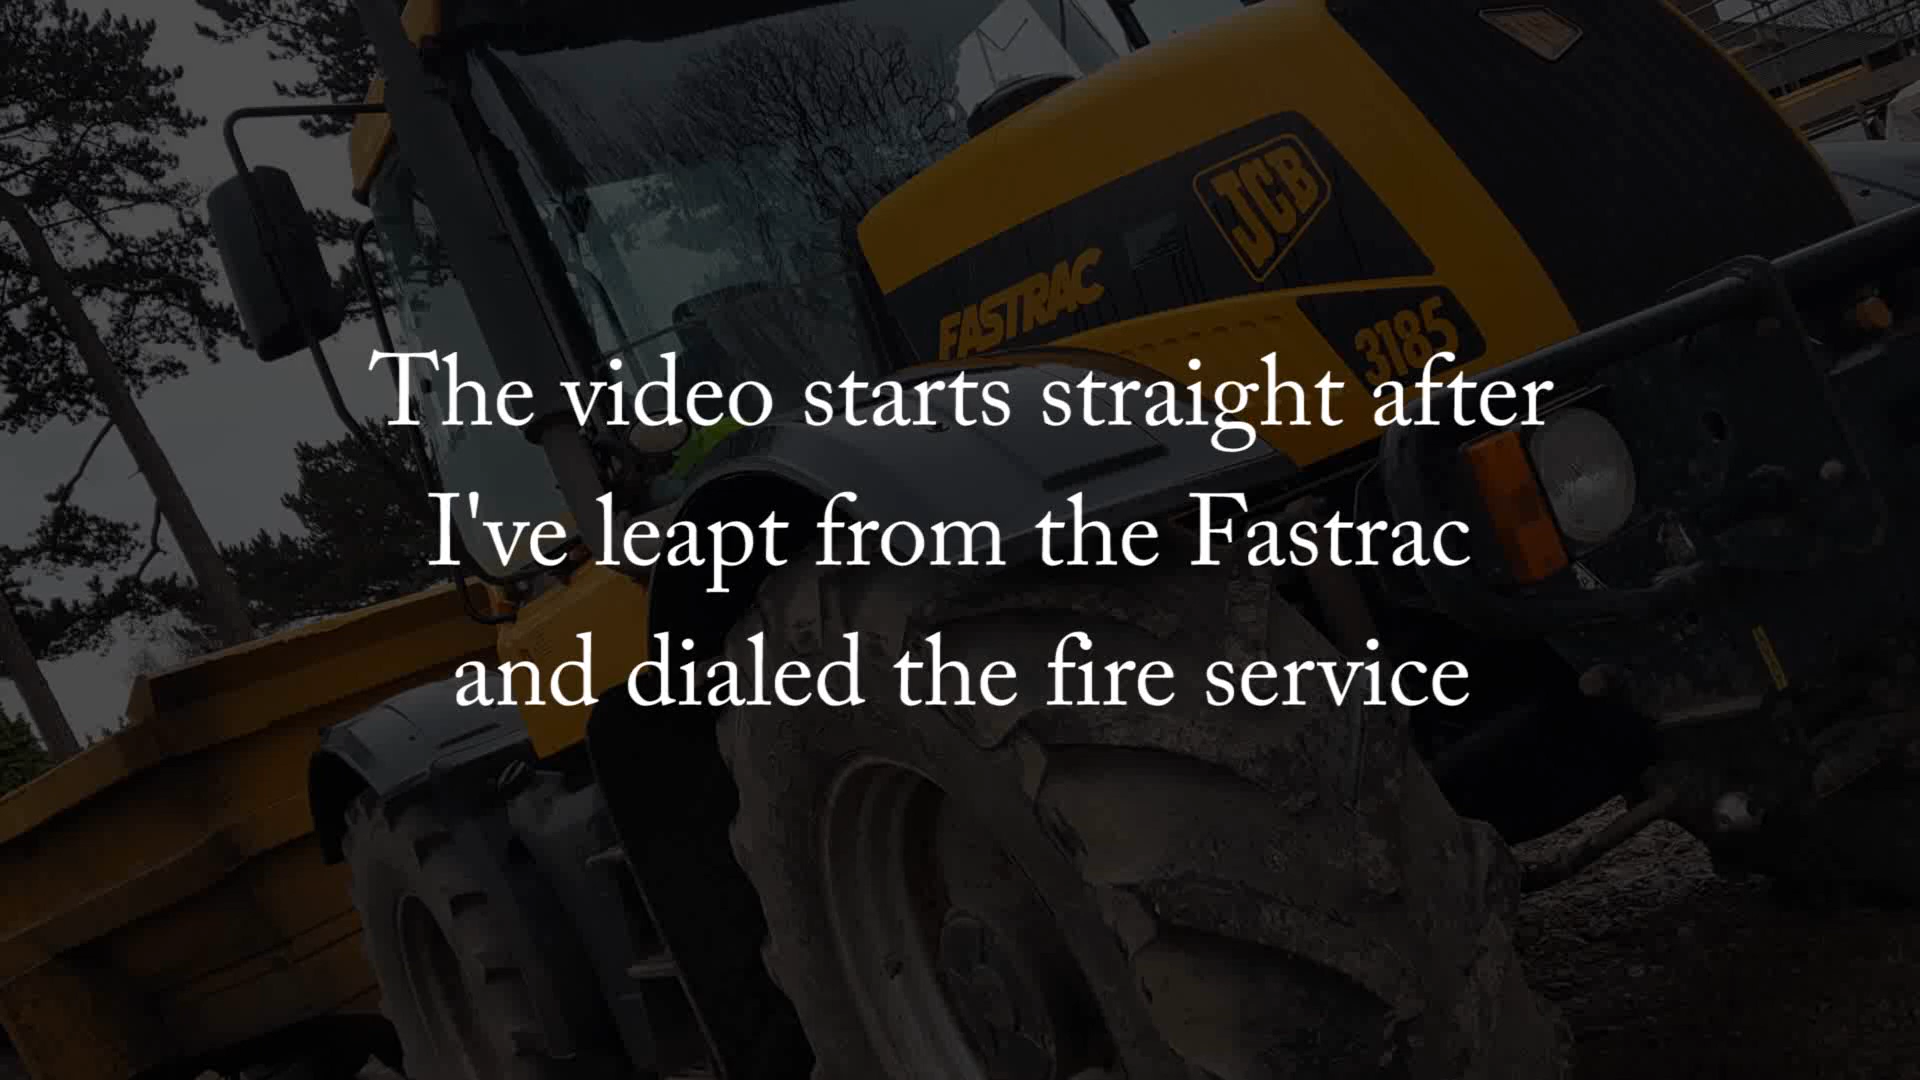 JCB
FASTRAC
3185
The video starts straight after
I've leapt from the Fastrac
and dialed the fire service